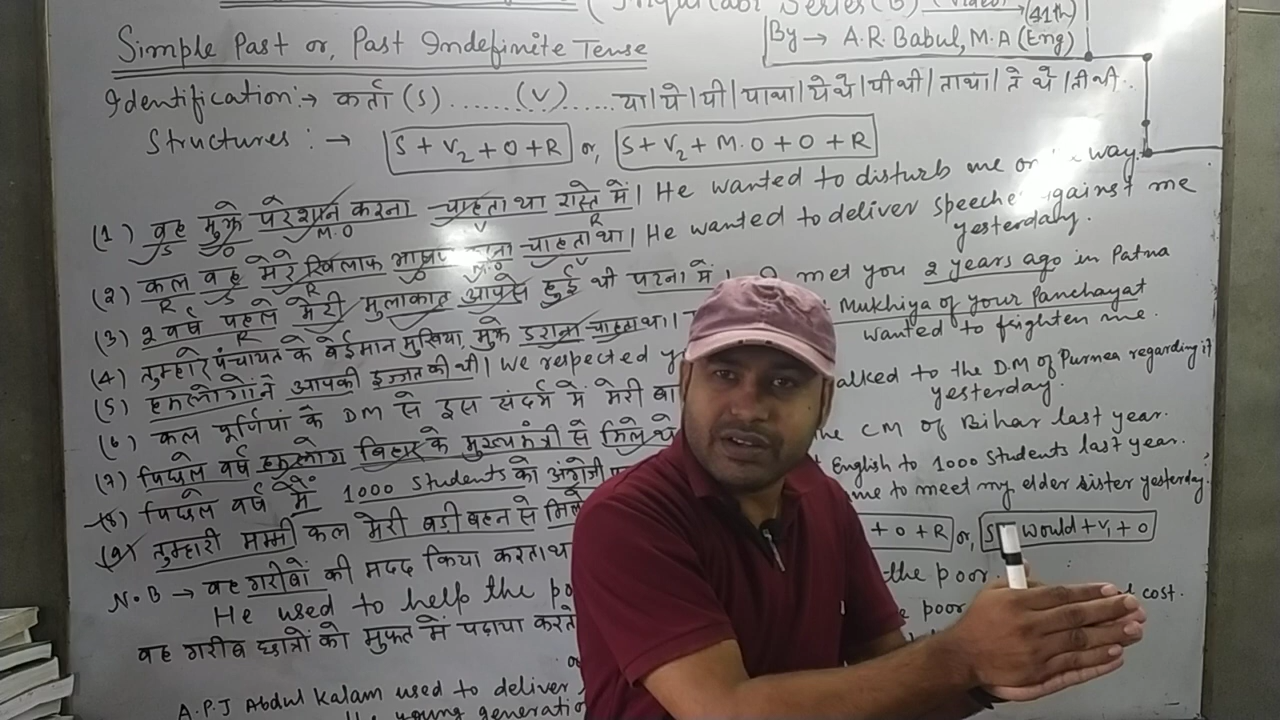 Series (B) (Video) → (41th)
Simple Past or, Past Indefinite Tense
By → A.R. Babul, M.A (Eng)
Identification:→ कर्ता (S) ...... (V) ...... या | ये | यी | पाथा | येथे | यीथी | ताथा | ते थे | तीथी.
Structures :→ S + V2 + O + R or, S + V2 + M.O + O + R
(1) वह मुझे परेशान करना चाहता था रास्ते में। He wanted to disturb me on way.
S O M.O V R
(2) कल वह मेरे खिलाफ भाषण चाहता था। He wanted to deliver against me
yesterday.
R S R O M.O V
(3) 2 वर्ष पहले मेरी मुलाकात आपसे हुई थी पटना में। met you 2 years ago in Patna
R
(4) तुम्हारे पंचायत के बेईमान मुखिया मुझे डराना चाहता था। Mukhiya of your Panchayat
wanted to frighten me.
(5) हमलोगोंने आपकी इज्जत की थी। We respected
(6) कल पूर्णियां के DM से इस संदर्भ में मेरी talked to the D.M of Purnea regarding it
yesterday.
(7) पिछले वर्ष हमलोग बिहार के मुख्यमंत्री से मिले थे CM of Bihar last year.
(8) पिछले वर्ष में 1000 Students को अंग्रेजी English to 1000 Students last year.
(9) तुम्हारी मम्मी कल मेरी बड़ी बहन से मिले me to meet my elder sister yesterday.
+ O + R or, S would + V1 + O
N.B → वह गरीबों की मदद किया करता था the poor
He used to help the poor cost.
वह गरीब छात्रों को मुफ्त में पढ़ाया करते
or
A.P.J Abdul Kalam used to deliver
the young